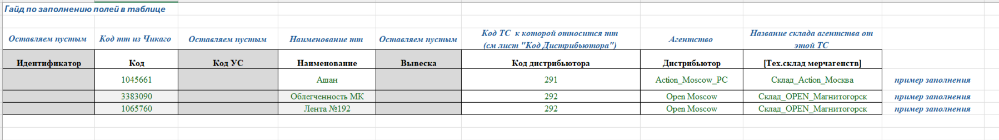 Гайд по заполнению полей в таблице
Оставляем пустым Код тт из Чикаго Оставляем пустым Наименование тт Оставляем пустым Код ТС к которой относится тт (см лист "Код Дистрибьютора") Агентство Название склада агентства от этой ТС
Идентификатор Код Код УС Наименование Вывеска Код дистрибьютора Дистрибьютор [Тех.склад мерчагенств]
1045661 Ашан 291 Action_Moscow_РС Склад_Action_Москва пример заполнения
3383090 Облегченность МК 292 Open Moscow Склад_OPEN_Магнитогорск пример заполнения
1065760 Лента №192 292 Open Moscow Склад_OPEN_Магнитогорск пример заполнения